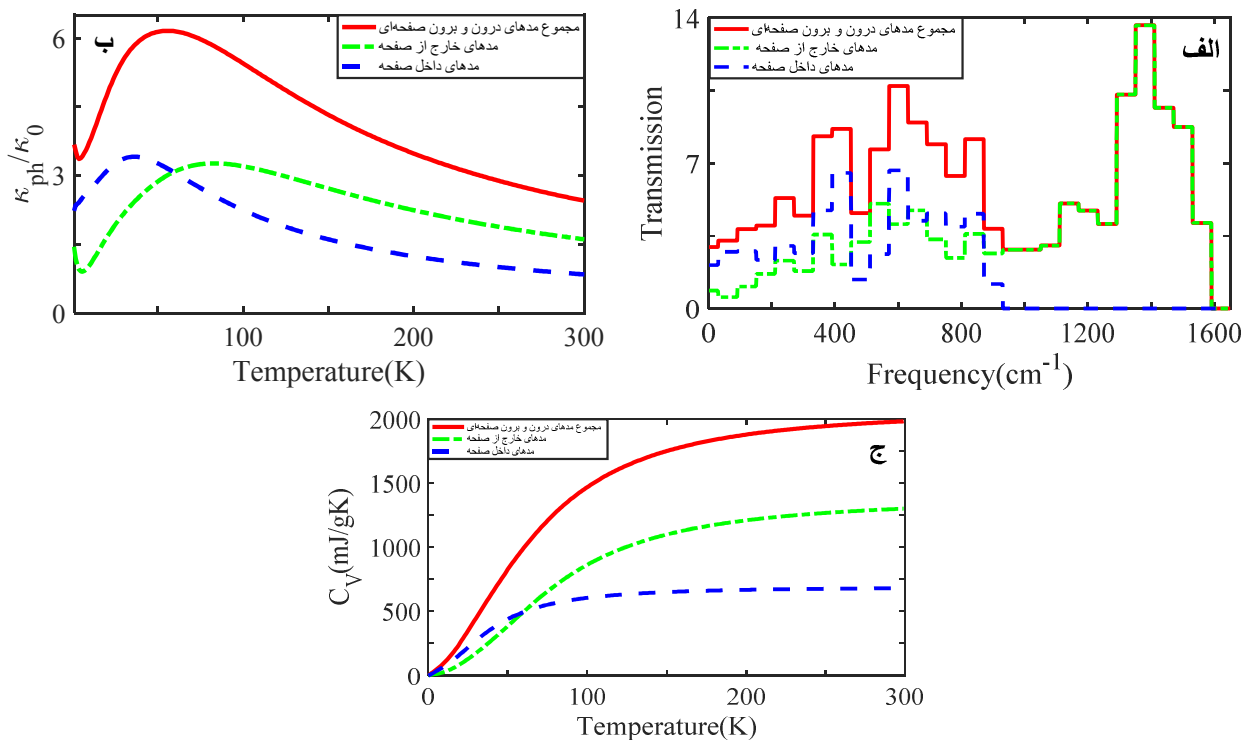 ب
مجموع مدهای درون و برون صفحه‌ای
مدهای خارج از صفحه
مدهای داخل صفحه
6
3
0
κph/κ0
100
200
300
Temperature(K)
الف
مجموع مدهای درون و برون صفحه‌ای
مدهای خارج از صفحه
مدهای داخل صفحه
14
7
0
Transmission
0
400
800
1200
1600
Frequency(cm-1)
ج
مجموع مدهای درون و برون صفحه‌ای
مدهای خارج از صفحه
مدهای داخل صفحه
2000
1500
1000
500
0
CV(mJ/gK)
0
100
200
300
Temperature(K)